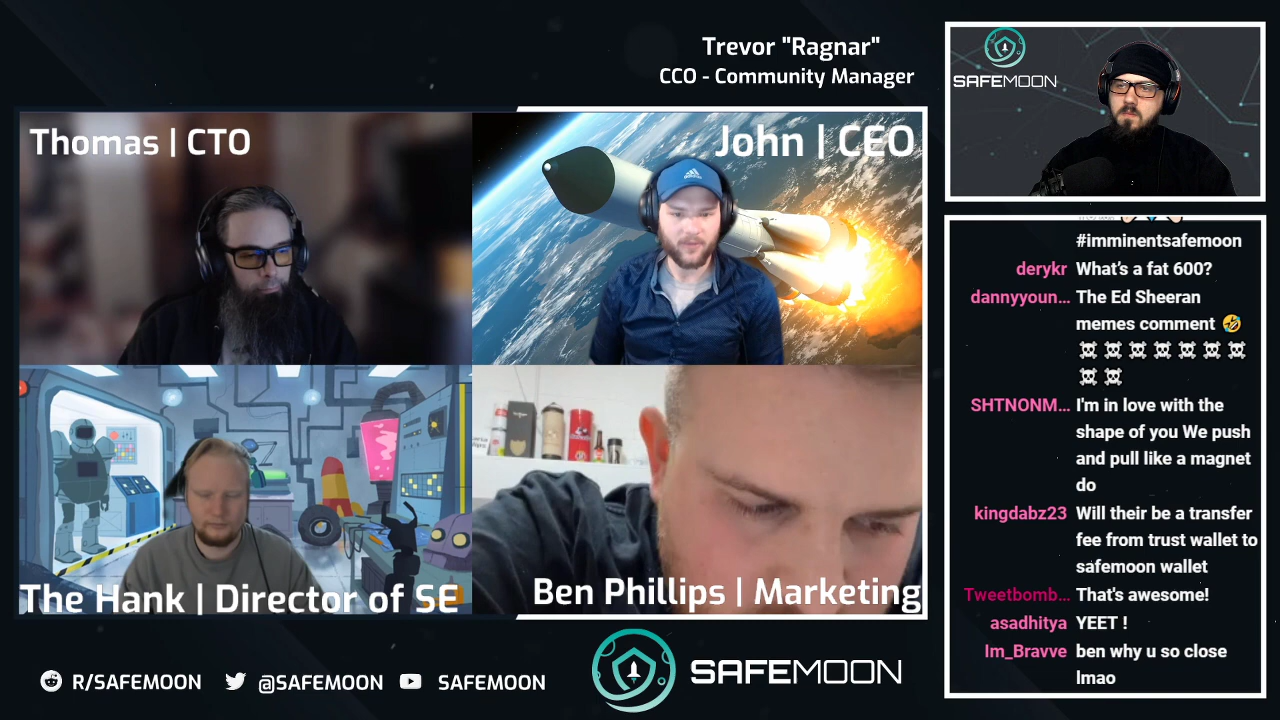 Trevor "Ragnar"
CCO - Community Manager
SAFEMOON
Thomas | CTO
John | CEO
The Hank | Director of SE
Ben Phillips | Marketing
#imminentsafemoon
derykr What's a fat 600?
dannyyoun... The Ed Sheeran
memes comment 🤣
☠️☠️☠️☠️☠️☠️☠️
☠️☠️
SHTNONM... I'm in love with the
shape of you We push
and pull like a magnet
do
kingdabz23 Will their be a transfer
fee from trust wallet to
safemoon wallet
Tweetbomb... That's awesome!
asadhitya YEET !
Im_Bravve ben why u so close
lmao
R/SAFEMOON @SAFEMOON SAFEMOON
SAFEMOON